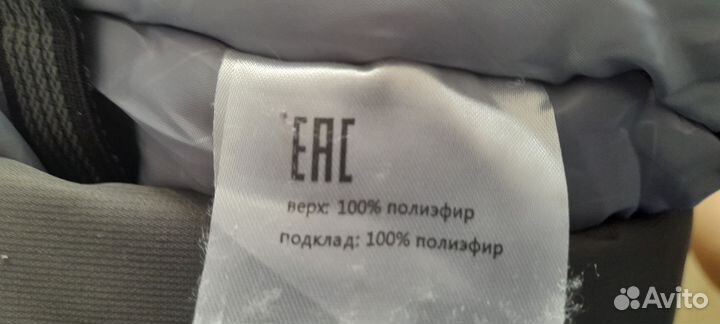 EAC
верх: 100% полиэфир
подклад: 100% полиэфир
Avito